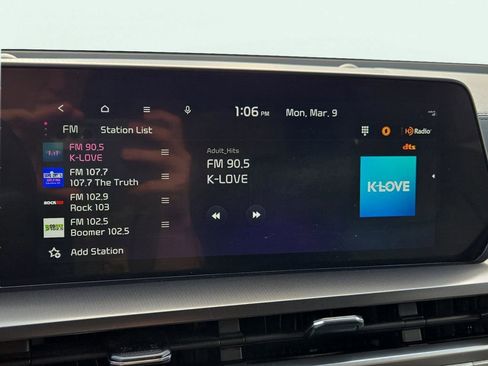 1:06 PM
Mon, Mar. 9
FM
Station List
HD Radio
dts
FM 90.5
K-LOVE
FM 107.7
107.7 The Truth
FM 102.9
Rock 103
FM 102.5
Boomer 102.5
Add Station
Adult_Hits
FM 90.5
K-LOVE
K-LOVE